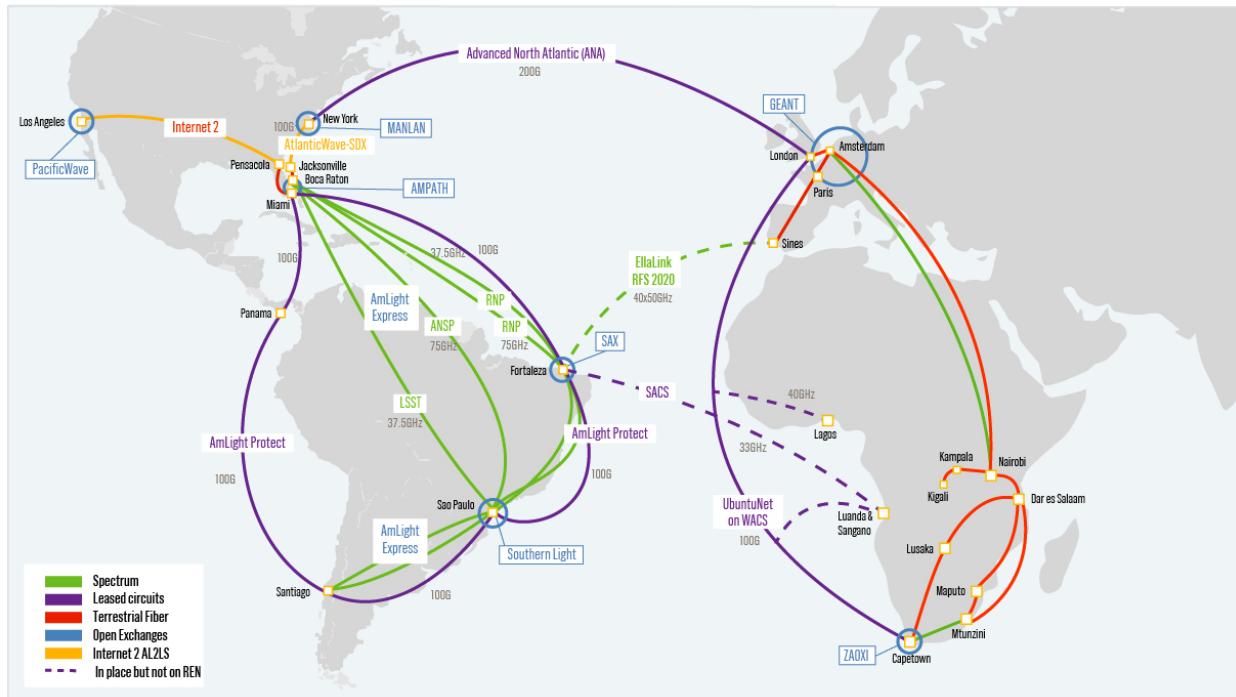 Advanced North Atlantic (ANA)
200G
GEANT
Los Angeles
Internet 2
100G
New York
MANLAN
AtlanticWave-SDX
PacificWave
Pensacola
Jacksonville
Boca Raton
AMPATH
Miami
London
Amsterdam
Paris
Sines
100G
37.5GHz
100G
EllaLink
RFS 2020
40x50GHz
AmLight
Express
RNP
Panama
ANSP
75GHz
RNP
75GHz
SAX
Fortaleza
LSST
37.5GHz
SACS
40GHz
Lagos
AmLight Protect
100G
AmLight Protect
100G
33GHz
Kampala
Nairobi
Kigali
Dar es Salaam
Sao Paulo
UbuntuNet
on WACS
100G
Luanda &
Sangano
AmLight
Express
Southern Light
Lusaka
Santiago
100G
Maputo
Mtunzini
ZAOXI
Capetown
Spectrum
Leased circuits
Terrestrial Fiber
Open Exchanges
Internet 2 AL2LS
In place but not on REN